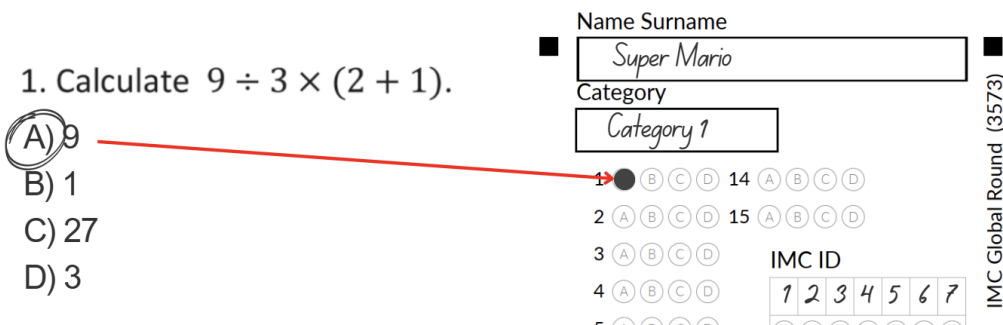 1. Calculate 9 ÷ 3 × (2 + 1).
A) 9
B) 1
C) 27
D) 3
Name Surname
Super Mario
Category
Category 1
1 B C D 14 A B C D
2 A B C D 15 A B C D
3 A B C D
4 A B C D
IMC ID
1 2 3 4 5 6 7
IMC Global Round (3573)